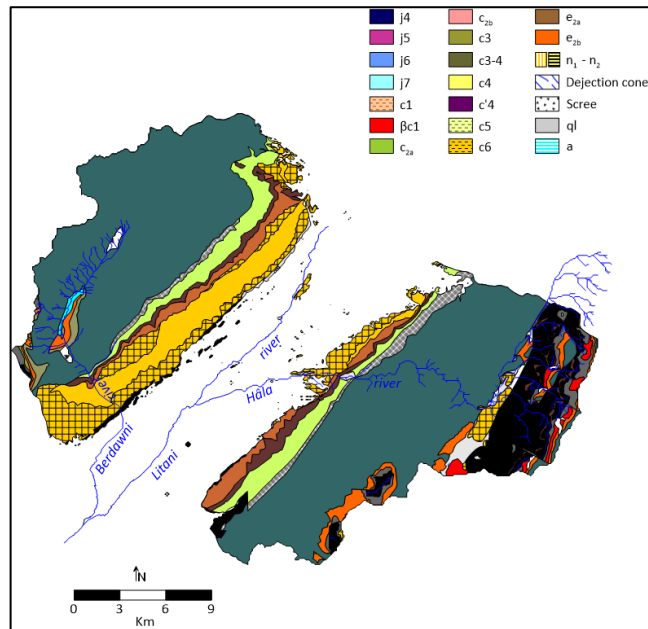 j4
j5
j6
j7
c1
βc1
c₂ₐ
c₂b
c3
c3-4
c4
c'4
c5
c6
e₂ₐ
e₂b
n₁ - n₂
Dejection cone
Scree
ql
a
river
Hâla river
river
Berdawni
Litani
N
0 3 6 9
Km